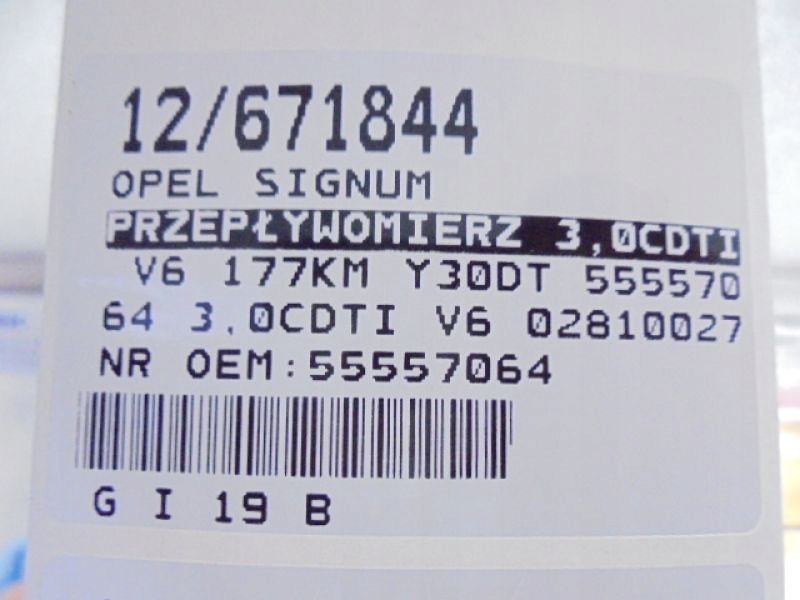 12/671844
OPEL SIGNUM
PRZEPŁYWOMIERZ 3,0CDTI
V6 177KM Y30DT 555570
64 3,0CDTI V6 02810027
NR OEM:55557064
G I 19 B